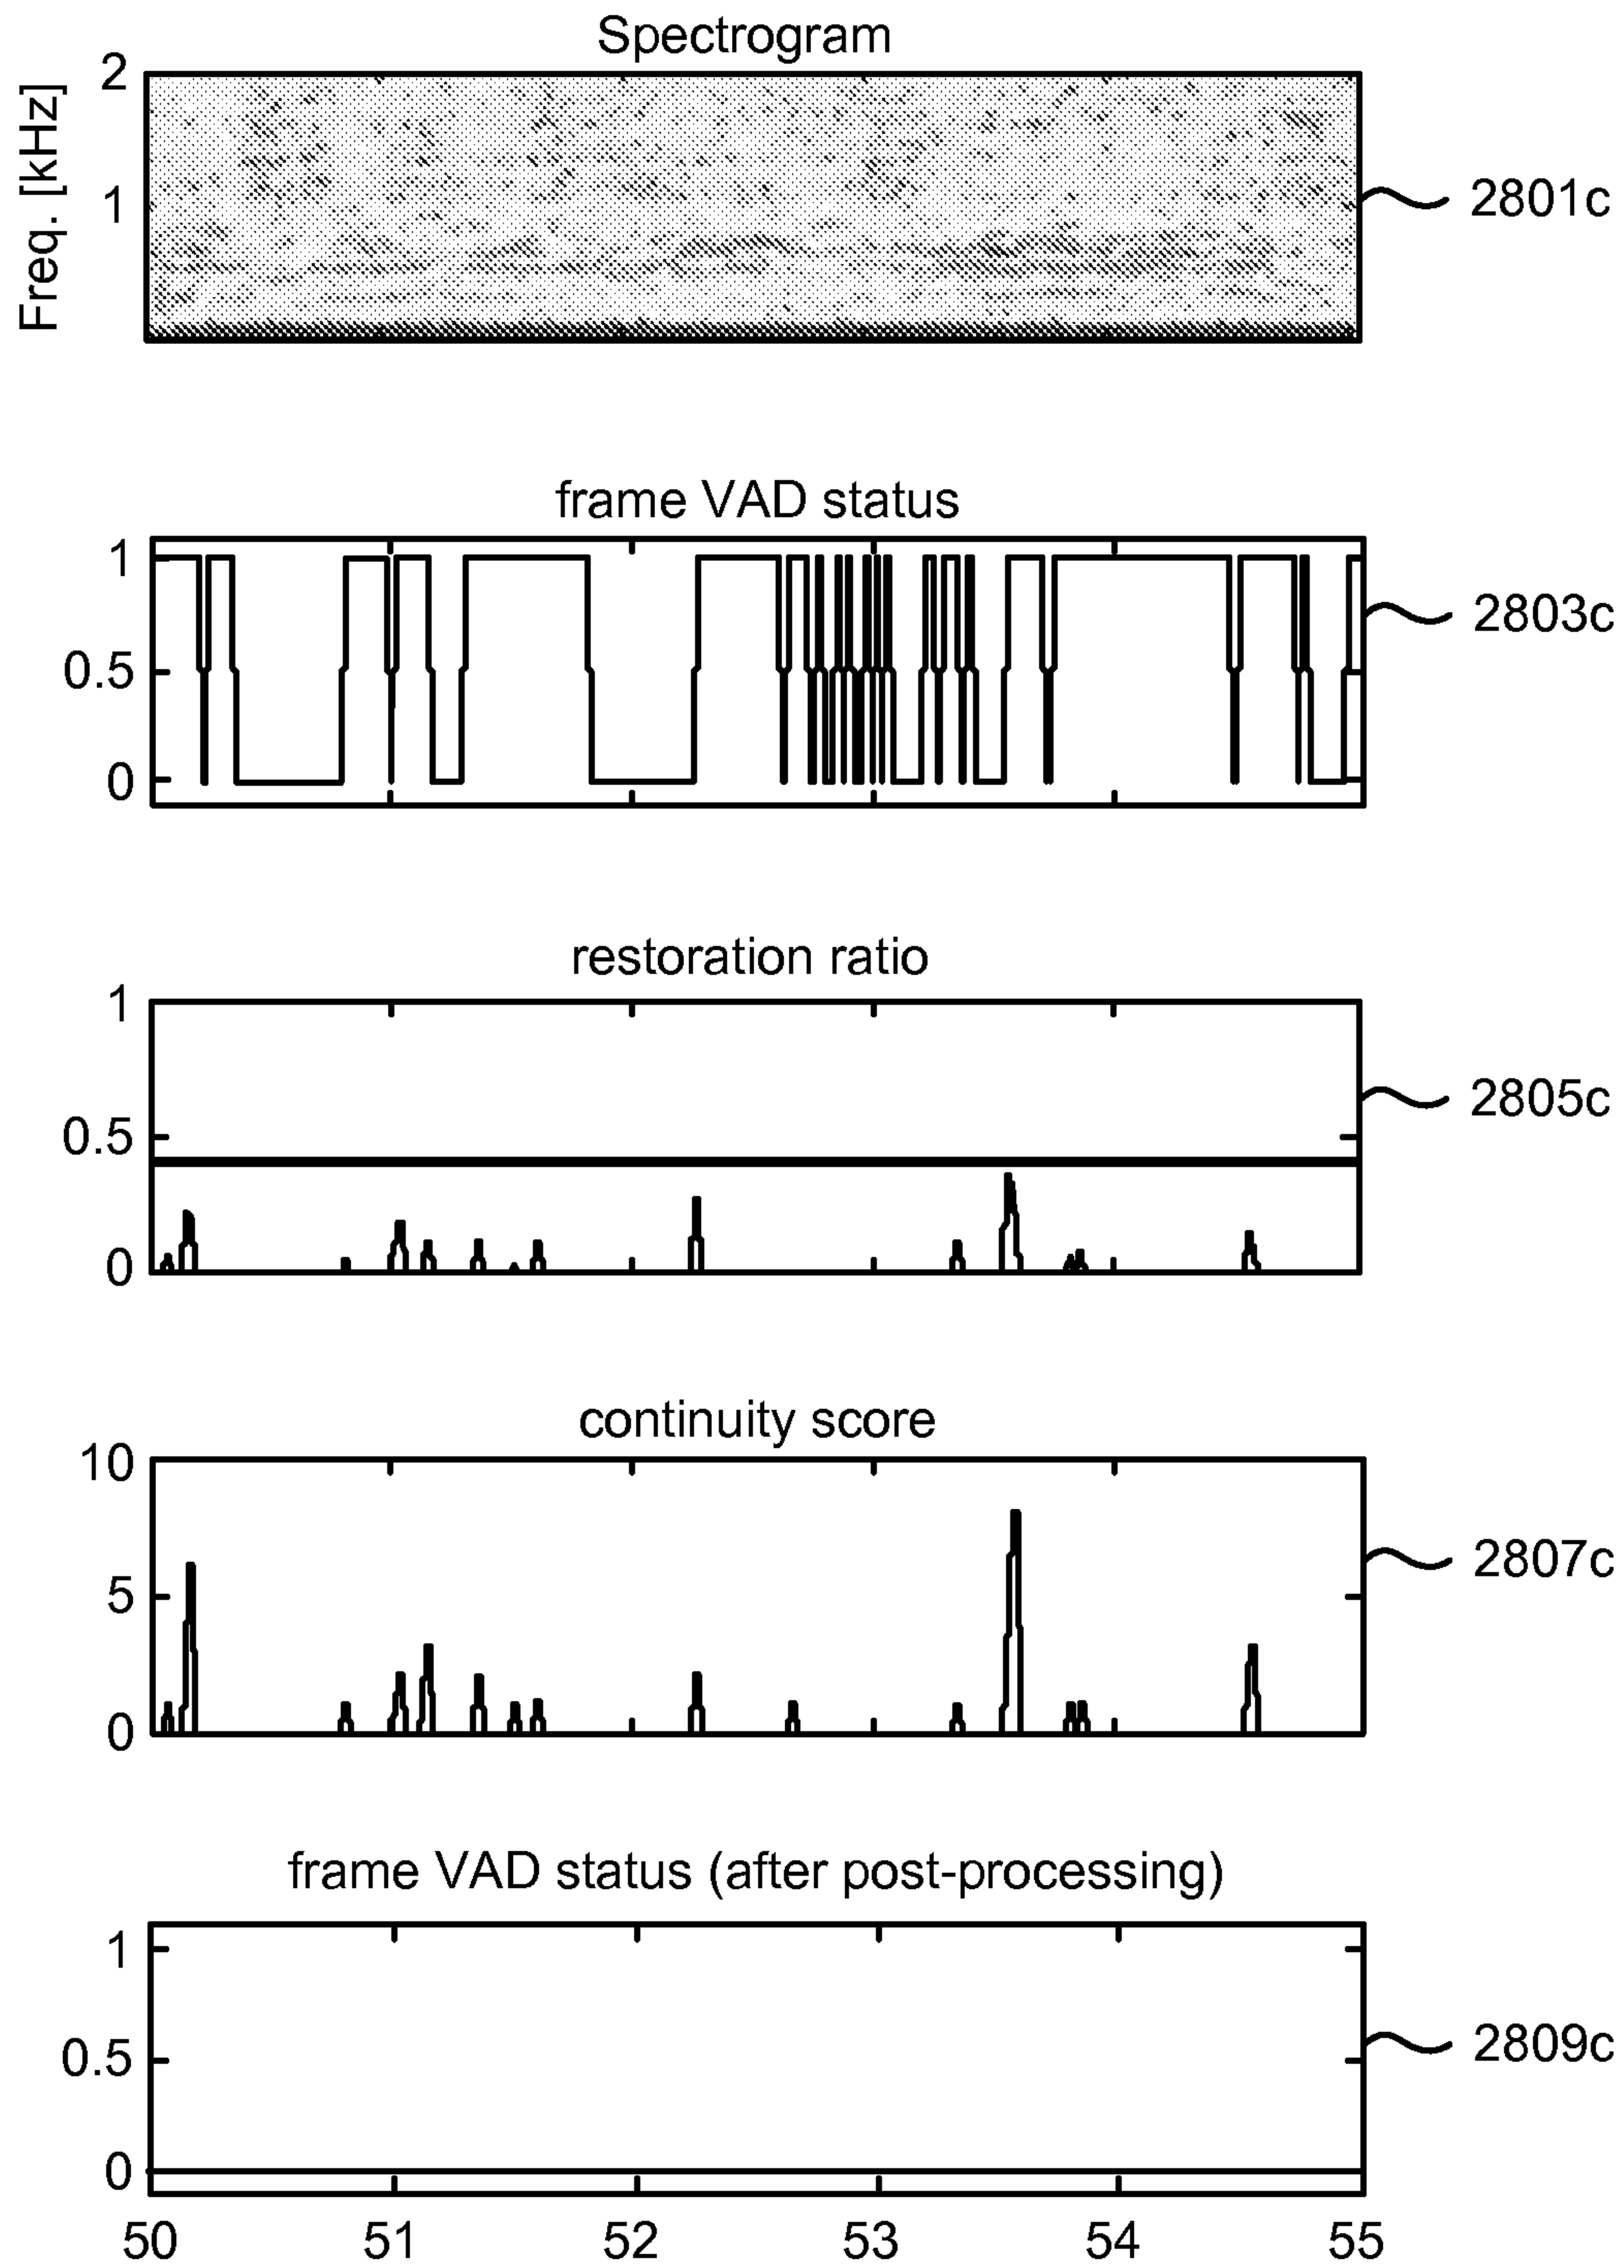 Spectrogram
Freq. [kHz]
2
1
2801c
frame VAD status
1
0.5
0
2803c
restoration ratio
1
0.5
0
2805c
continuity score
10
5
0
2807c
frame VAD status (after post-processing)
1
0.5
0
2809c
50 51 52 53 54 55